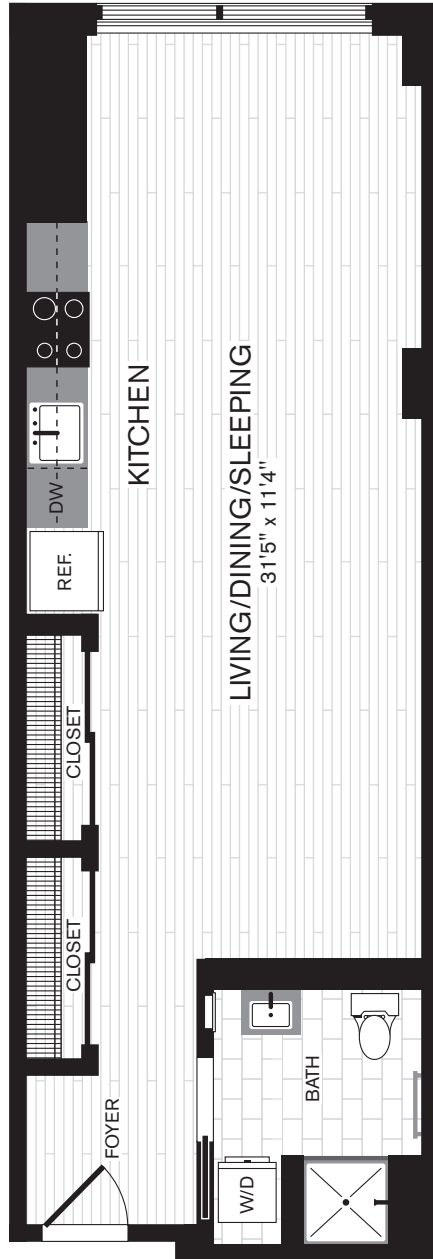 KITCHEN
LIVING/DINING/SLEEPING
31'5" x 11'4"
DW
REF.
CLOSET
CLOSET
FOYER
BATH
W/D